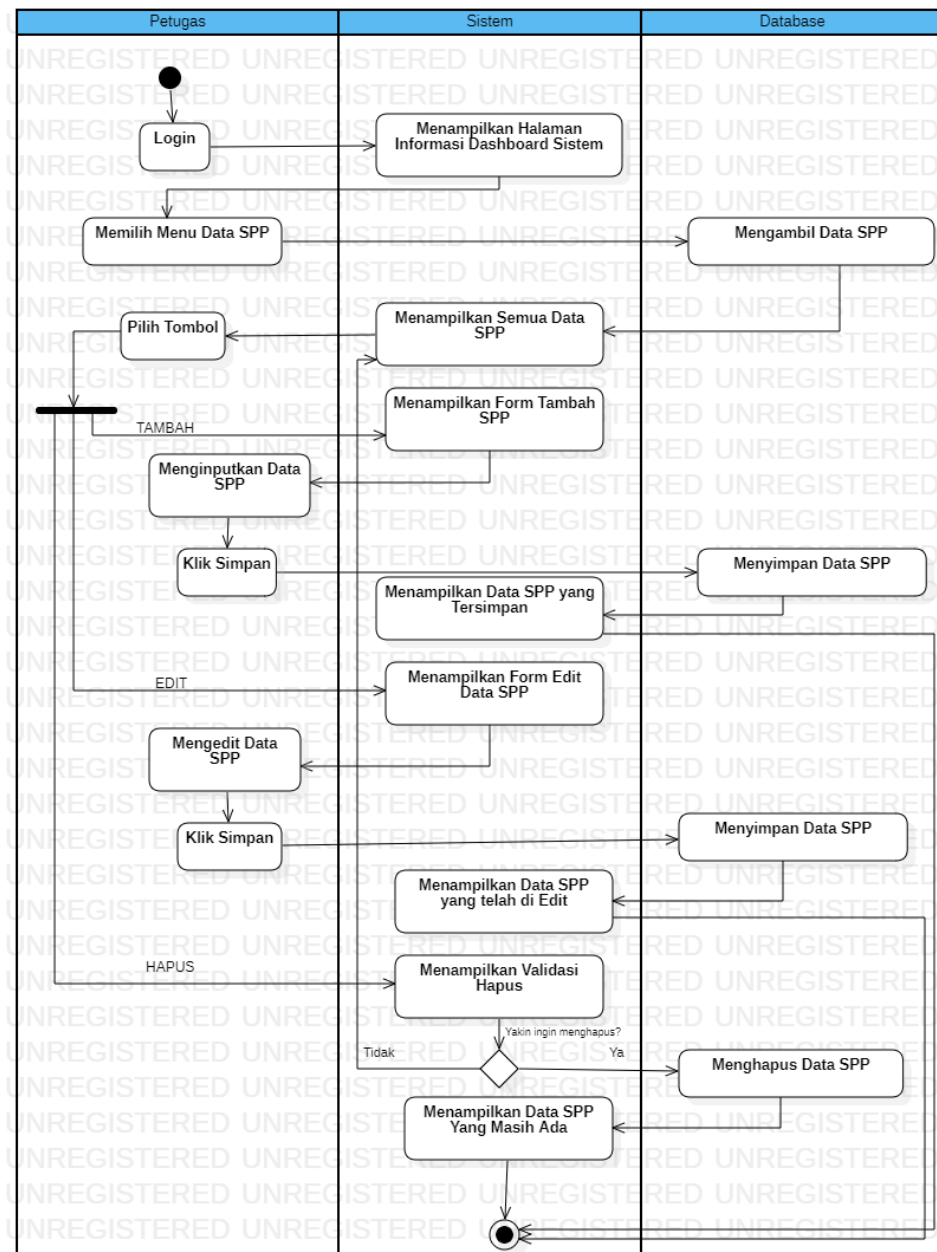 Petugas
Sistem
Database
Login
Menampilkan Halaman
Informasi Dashboard Sistem
Memilih Menu Data SPP
Mengambil Data SPP
Pilih Tombol
Menampilkan Semua Data
SPP
Menampilkan Form Tambah
SPP
TAMBAH
Menginputkan Data
SPP
Klik Simpan
Menyimpan Data SPP
Menampilkan Data SPP yang
Tersimpan
Menampilkan Form Edit
Data SPP
EDIT
Mengedit Data
SPP
Klik Simpan
Menyimpan Data SPP
Menampilkan Data SPP
yang telah di Edit
HAPUS
Menampilkan Validasi
Hapus
Yakin ingin menghapus?
Tidak
Ya
Menghapus Data SPP
Menampilkan Data SPP
Yang Masih Ada
UNREGISTERED